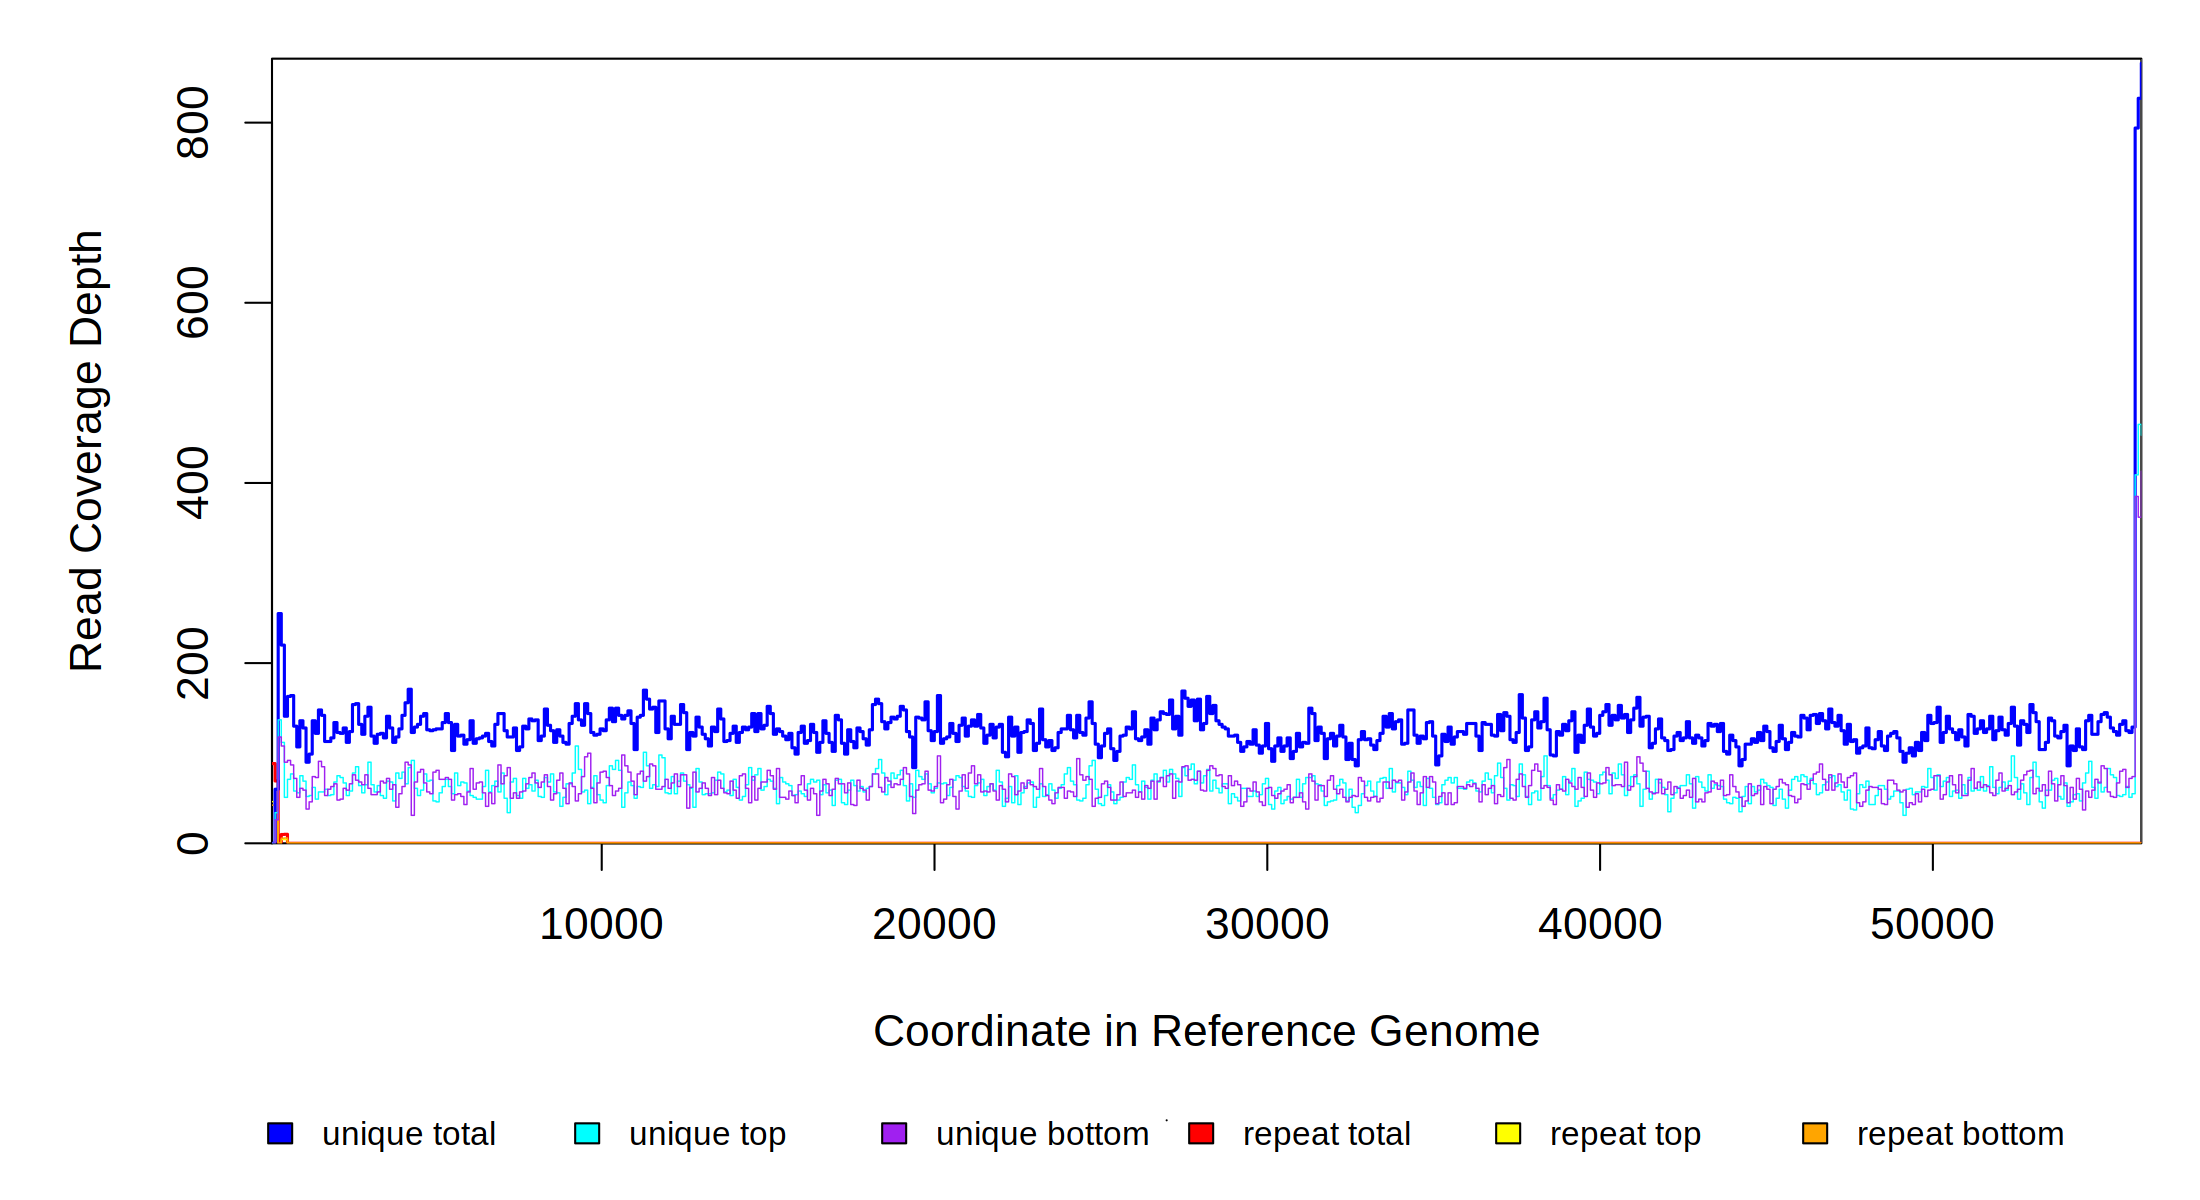 Read Coverage Depth
800
600
400
200
0
10000 20000 30000 40000 50000
Coordinate in Reference Genome
unique total unique top unique bottom repeat total repeat top repeat bottom